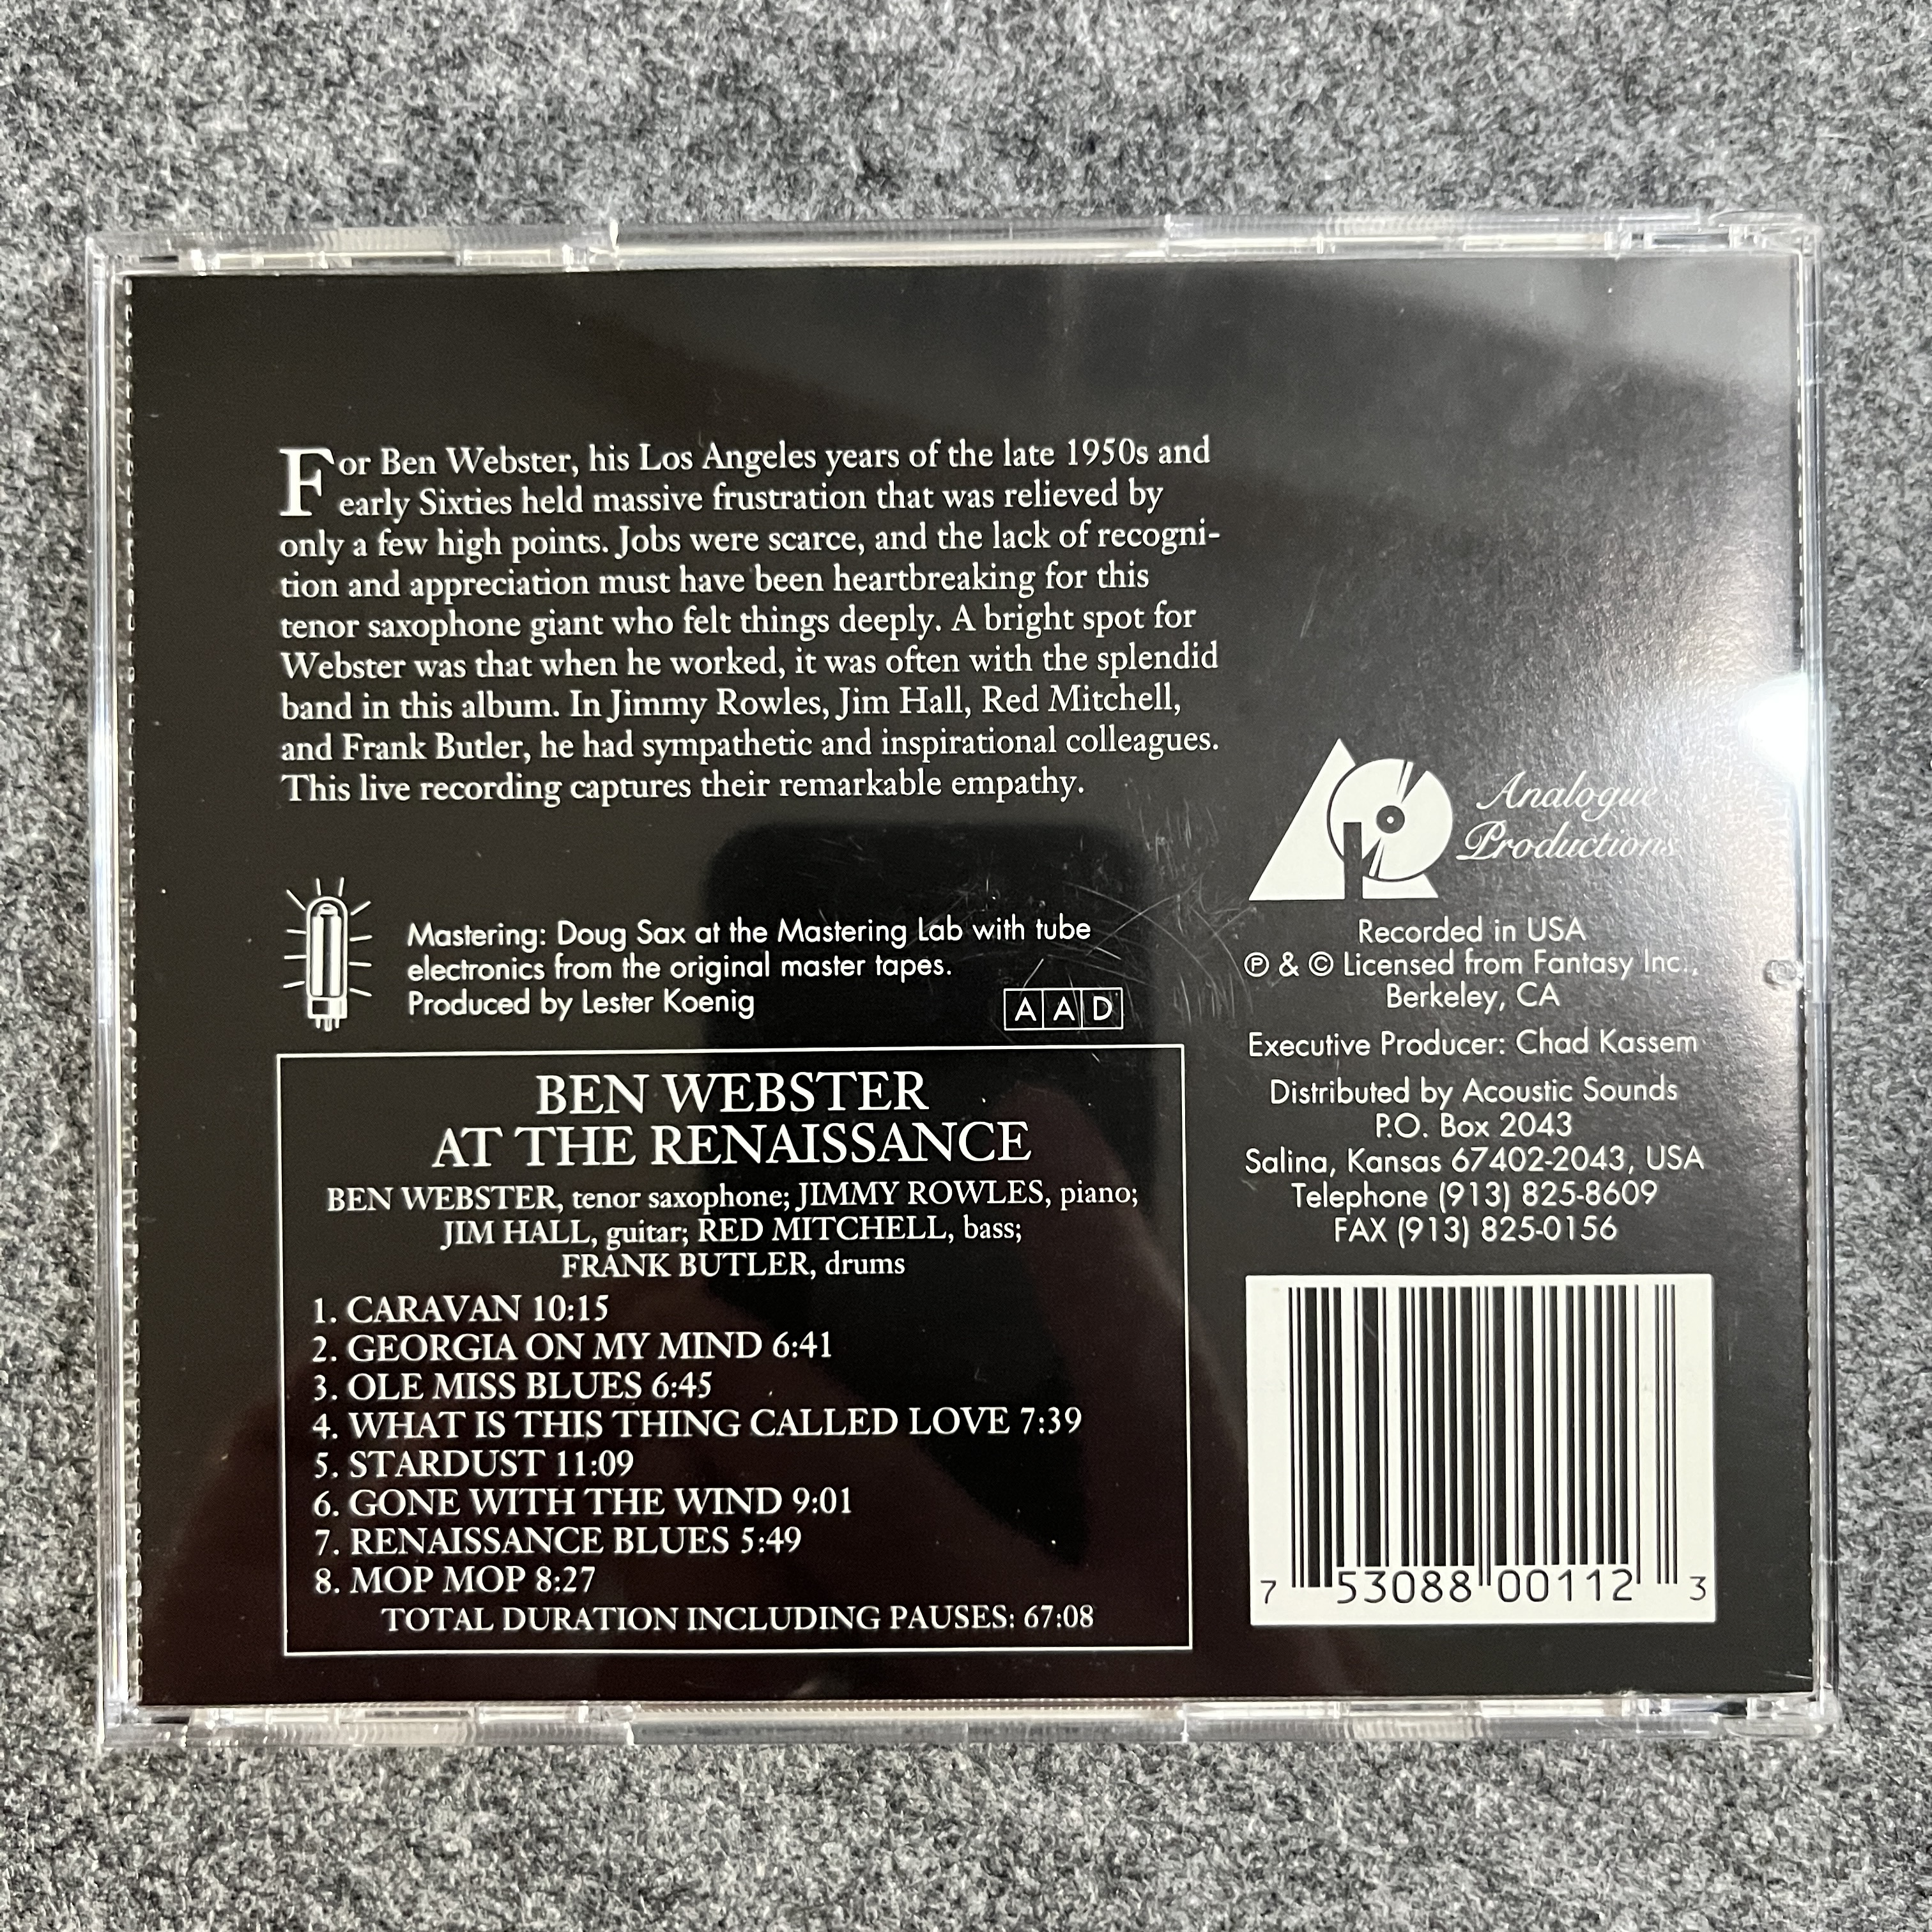 For Ben Webster, his Los Angeles years of the late 1950s and
early Sixties held massive frustration that was relieved by
only a few high points. Jobs were scarce, and the lack of recogni-
tion and appreciation must have been heartbreaking for this
tenor saxophone giant who felt things deeply. A bright spot for
Webster was that when he worked, it was often with the splendid
band in this album. In Jimmy Rowles, Jim Hall, Red Mitchell,
and Frank Butler, he had sympathetic and inspirational colleagues.
This live recording captures their remarkable empathy.
Mastering: Doug Sax at the Mastering Lab with tube
electronics from the original master tapes.
Produced by Lester Koenig
AAD
BEN WEBSTER
AT THE RENAISSANCE
BEN WEBSTER, tenor saxophone; JIMMY ROWLES, piano;
JIM HALL, guitar; RED MITCHELL, bass;
FRANK BUTLER, drums
1. CARAVAN 10:15
2. GEORGIA ON MY MIND 6:41
3. OLE MISS BLUES 6:45
4. WHAT IS THIS THING CALLED LOVE 7:39
5. STARDUST 11:09
6. GONE WITH THE WIND 9:01
7. RENAISSANCE BLUES 5:49
8. MOP MOP 8:27
TOTAL DURATION INCLUDING PAUSES: 67:08
Analogue
Productions
Recorded in USA
℗ & © Licensed from Fantasy Inc.,
Berkeley, CA
Executive Producer: Chad Kassem
Distributed by Acoustic Sounds
P.O. Box 2043
Salina, Kansas 67402-2043, USA
Telephone (913) 825-8609
FAX (913) 825-0156
7 53088 00112 3